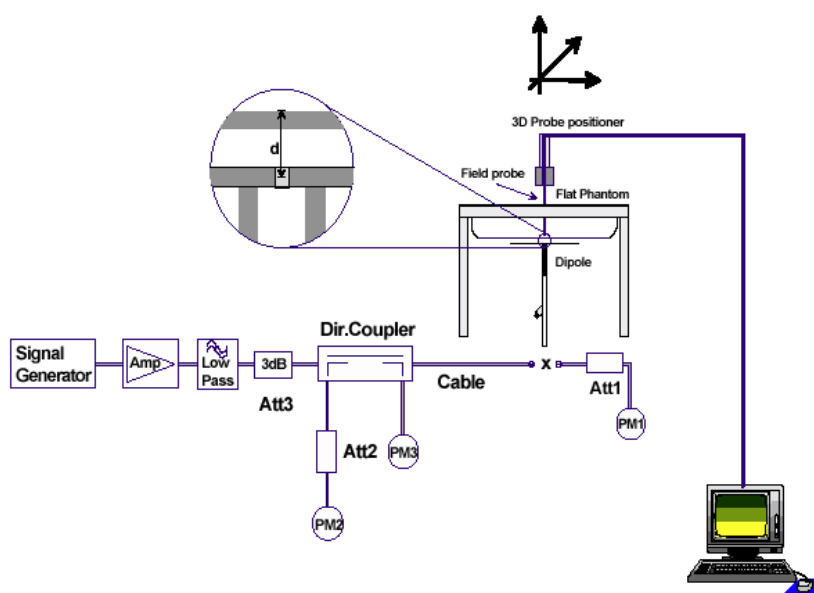 3D Probe positioner
d
Field probe
Flat Phantom
Dipole
Dir.Coupler
Signal
Generator
Amp
Low
Pass
3dB
Cable
x
Att1
Att3
PM1
Att2
PM3
PM2